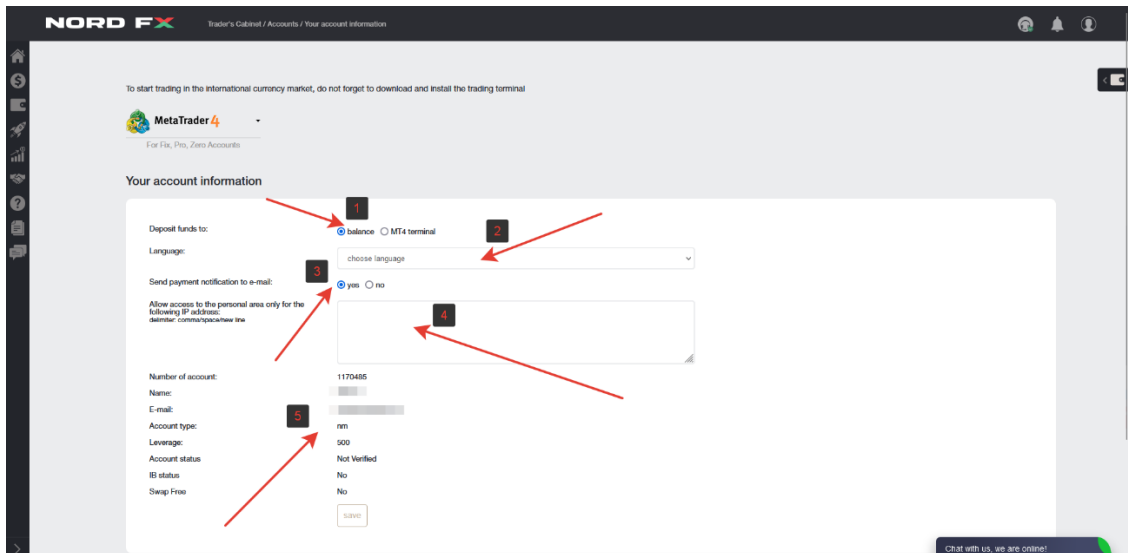 NORD FX
Trader's Cabinet / Accounts / Your account information
To start trading in the international currency market, do not forget to download and install the trading terminal
MetaTrader 4
For Fix, Pro, Zero Accounts
Your account information
1
Deposit funds to: balance MT4 terminal
2
Language: choose language
3
Send payment notification to e-mail: yes no
Allow access to the personal area only for the
following IP address:
delimiter: comma/space/new line
4
Number of account: 1170485
Name:
E-mail:
5
Account type: nm
Leverage: 500
Account status Not Verified
IB status No
Swap Free No
save
Chat with us, we are online!